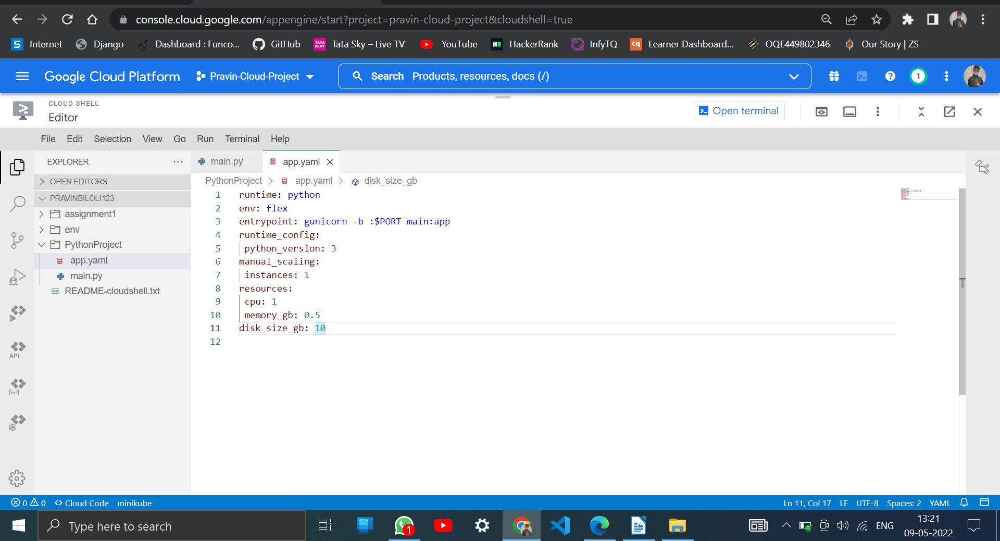 console.cloud.google.com/appengine/start?project=pravin-cloud-project&cloudshell=true
S Internet Django Dashboard : Funco... GitHub TATA PLAY Tata Sky – Live TV YouTube H HackerRank InfyTQ cq Learner Dashboard... OQE449802346 Our Story | ZS
Google Cloud Platform Pravin-Cloud-Project Search Products, resources, docs (/) 1
CLOUD SHELL
Editor
Open terminal
File Edit Selection View Go Run Terminal Help
EXPLORER
OPEN EDITORS
PRAVINBILOLI123
assignment1
env
PythonProject
app.yaml
main.py
README-cloudshell.txt
API
main.py app.yaml
PythonProject > app.yaml > disk_size_gb
1 runtime: python
2 env: flex
3 entrypoint: gunicorn -b :$PORT main:app
4 runtime_config:
5 python_version: 3
6 manual_scaling:
7 instances: 1
8 resources:
9 cpu: 1
10 memory_gb: 0.5
11 disk_size_gb: 10
12
0 0 <> Cloud Code minikube Ln 11, Col 17 LF UTF-8 Spaces: 2 YAML
Type here to search 1 ENG
13:21
09-05-2022